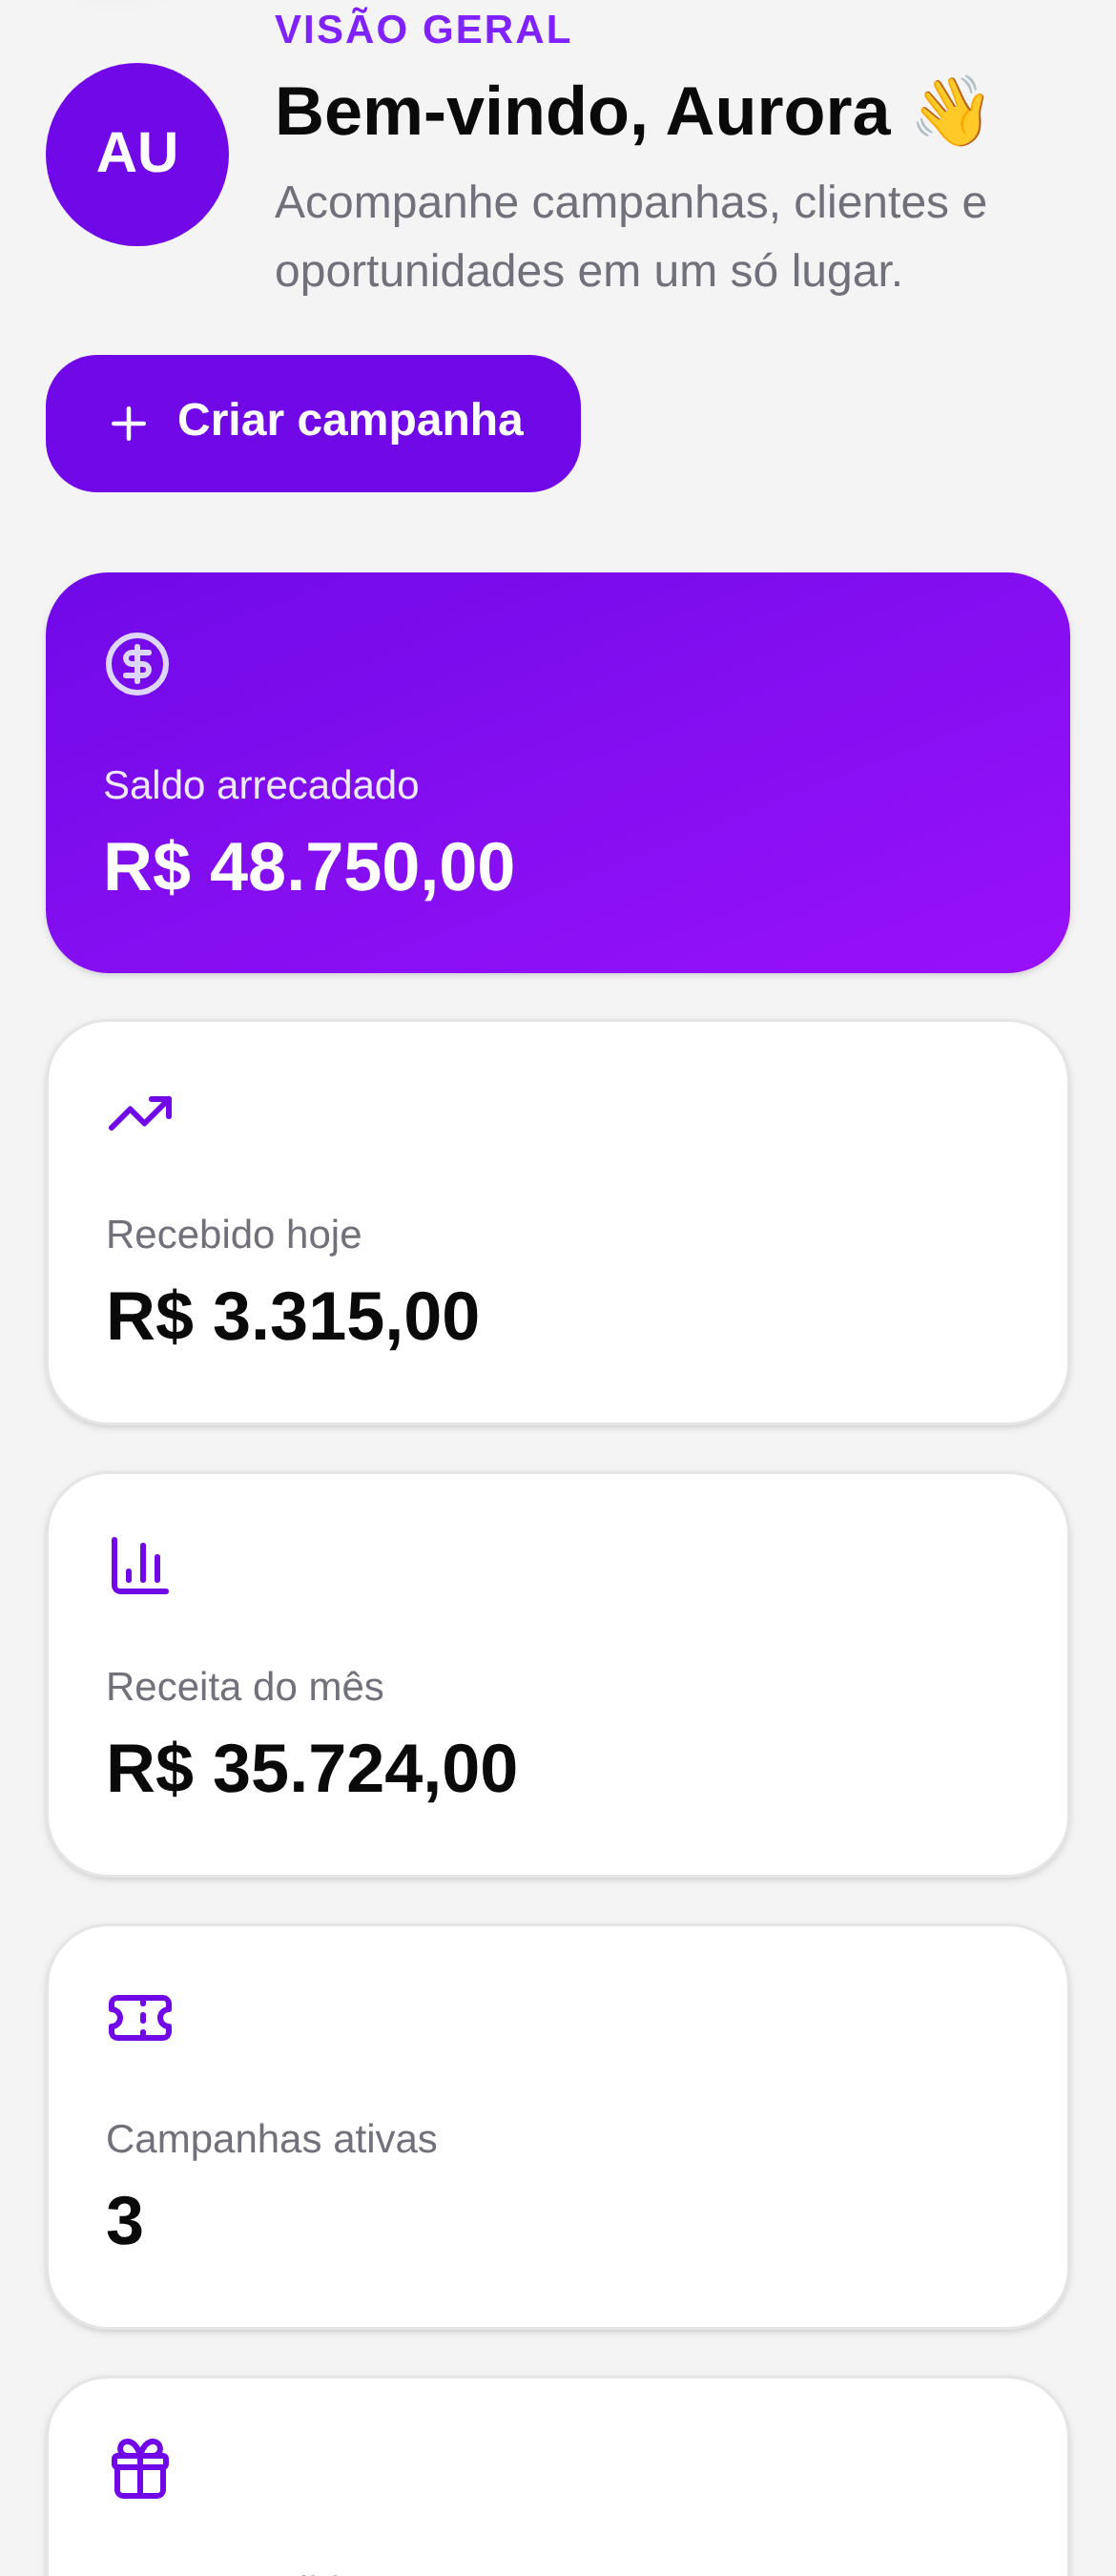 VISÃO GERAL
AU
Bem-vindo, Aurora 👋
Acompanhe campanhas, clientes e
oportunidades em um só lugar.
Criar campanha
Saldo arrecadado
R$ 48.750,00
Recebido hoje
R$ 3.315,00
Receita do mês
R$ 35.724,00
Campanhas ativas
3